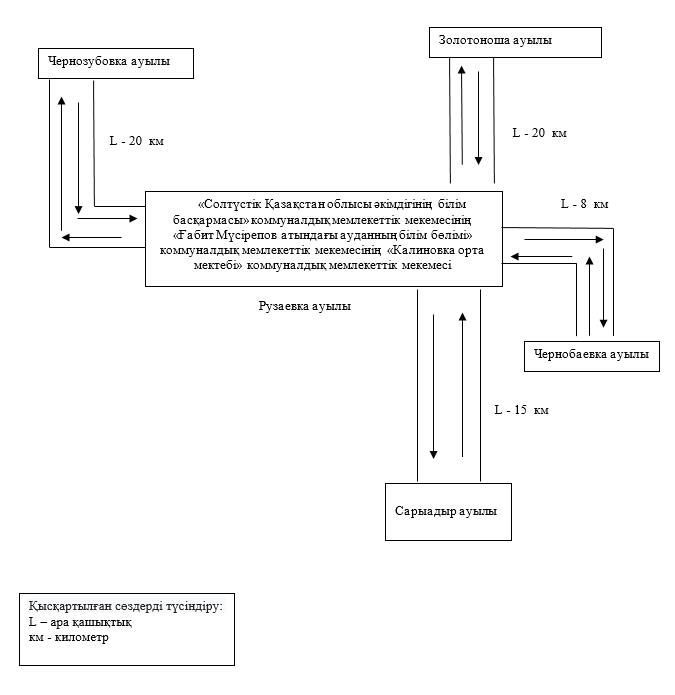 Золотоноша ауылы
Чернозубовка ауылы
L - 20 км
L - 20 км
«Солтүстік Қазақстан облысы әкімдігінің білім
басқармасы» коммуналдық мемлекеттік мекемесінің
«Ғабит Мүсірепов атындағы ауданның білім бөлімі»
коммуналдық мемлекеттік мекемесінің «Калиновка орта
мектебі» коммуналдық мемлекеттік мекемесі
L - 8 км
Рузаевка ауылы
Чернобаевка ауылы
L - 15 км
Сарыадыр ауылы
Қысқартылған сөздерді түсіндіру:
L – ара қашықтық
км - километр